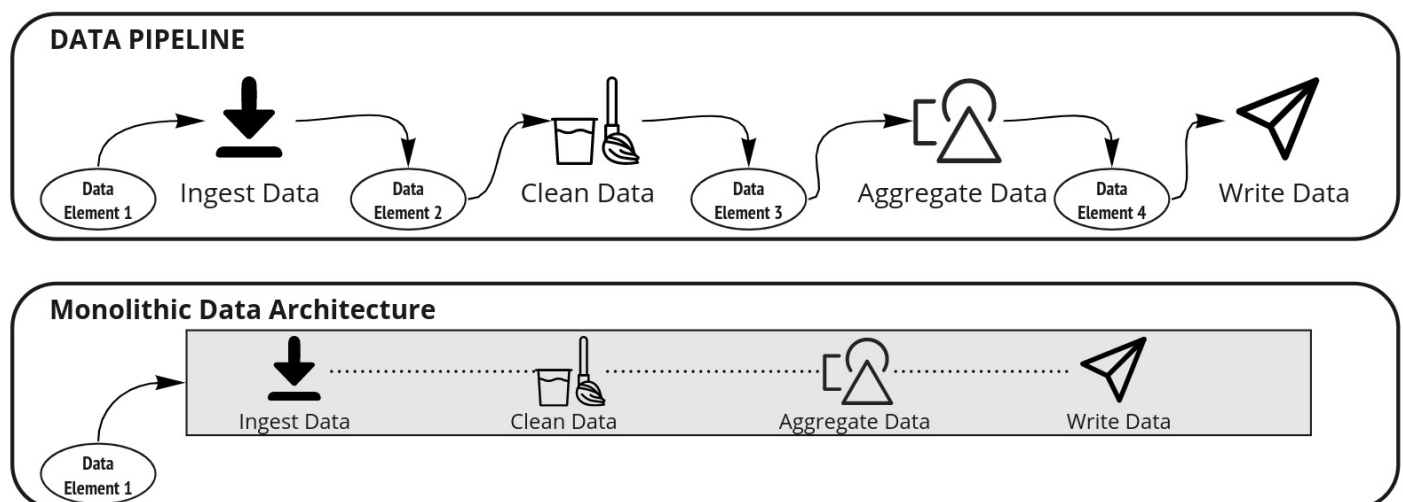 DATA PIPELINE
Data
Element 1
Ingest Data
Data
Element 2
Clean Data
Data
Element 3
Aggregate Data
Data
Element 4
Write Data
Monolithic Data Architecture
Ingest Data
Clean Data
Aggregate Data
Write Data
Data
Element 1